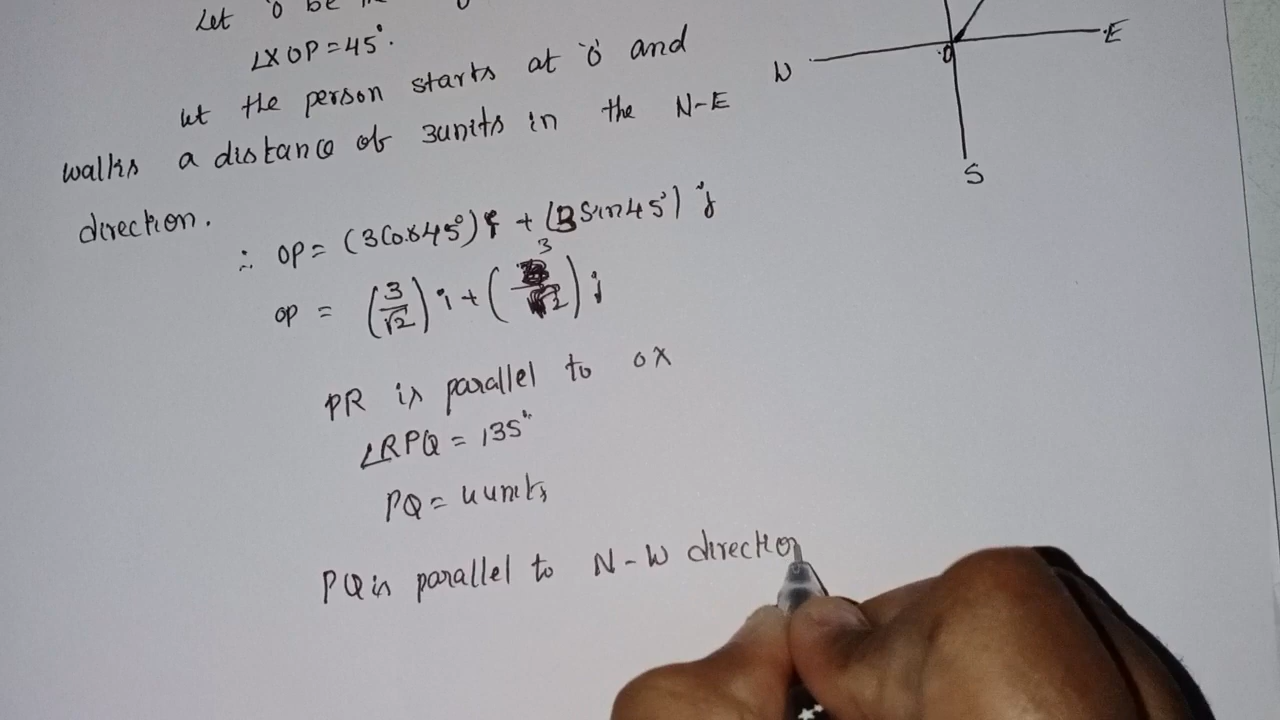 Let 'o be
∠XOP = 45°.
let the person starts at 'o' and
walks a distance of 3units in the N-E
direction.
∴ OP = (3Cos45°)i + (3Sin45°) j
3
OP = (3/√2) i + ( /√2) j
PR is parallel to OX
∠RPQ = 135°
PQ = 4units
PQ is parallel to N-W direction
E
O
W
S